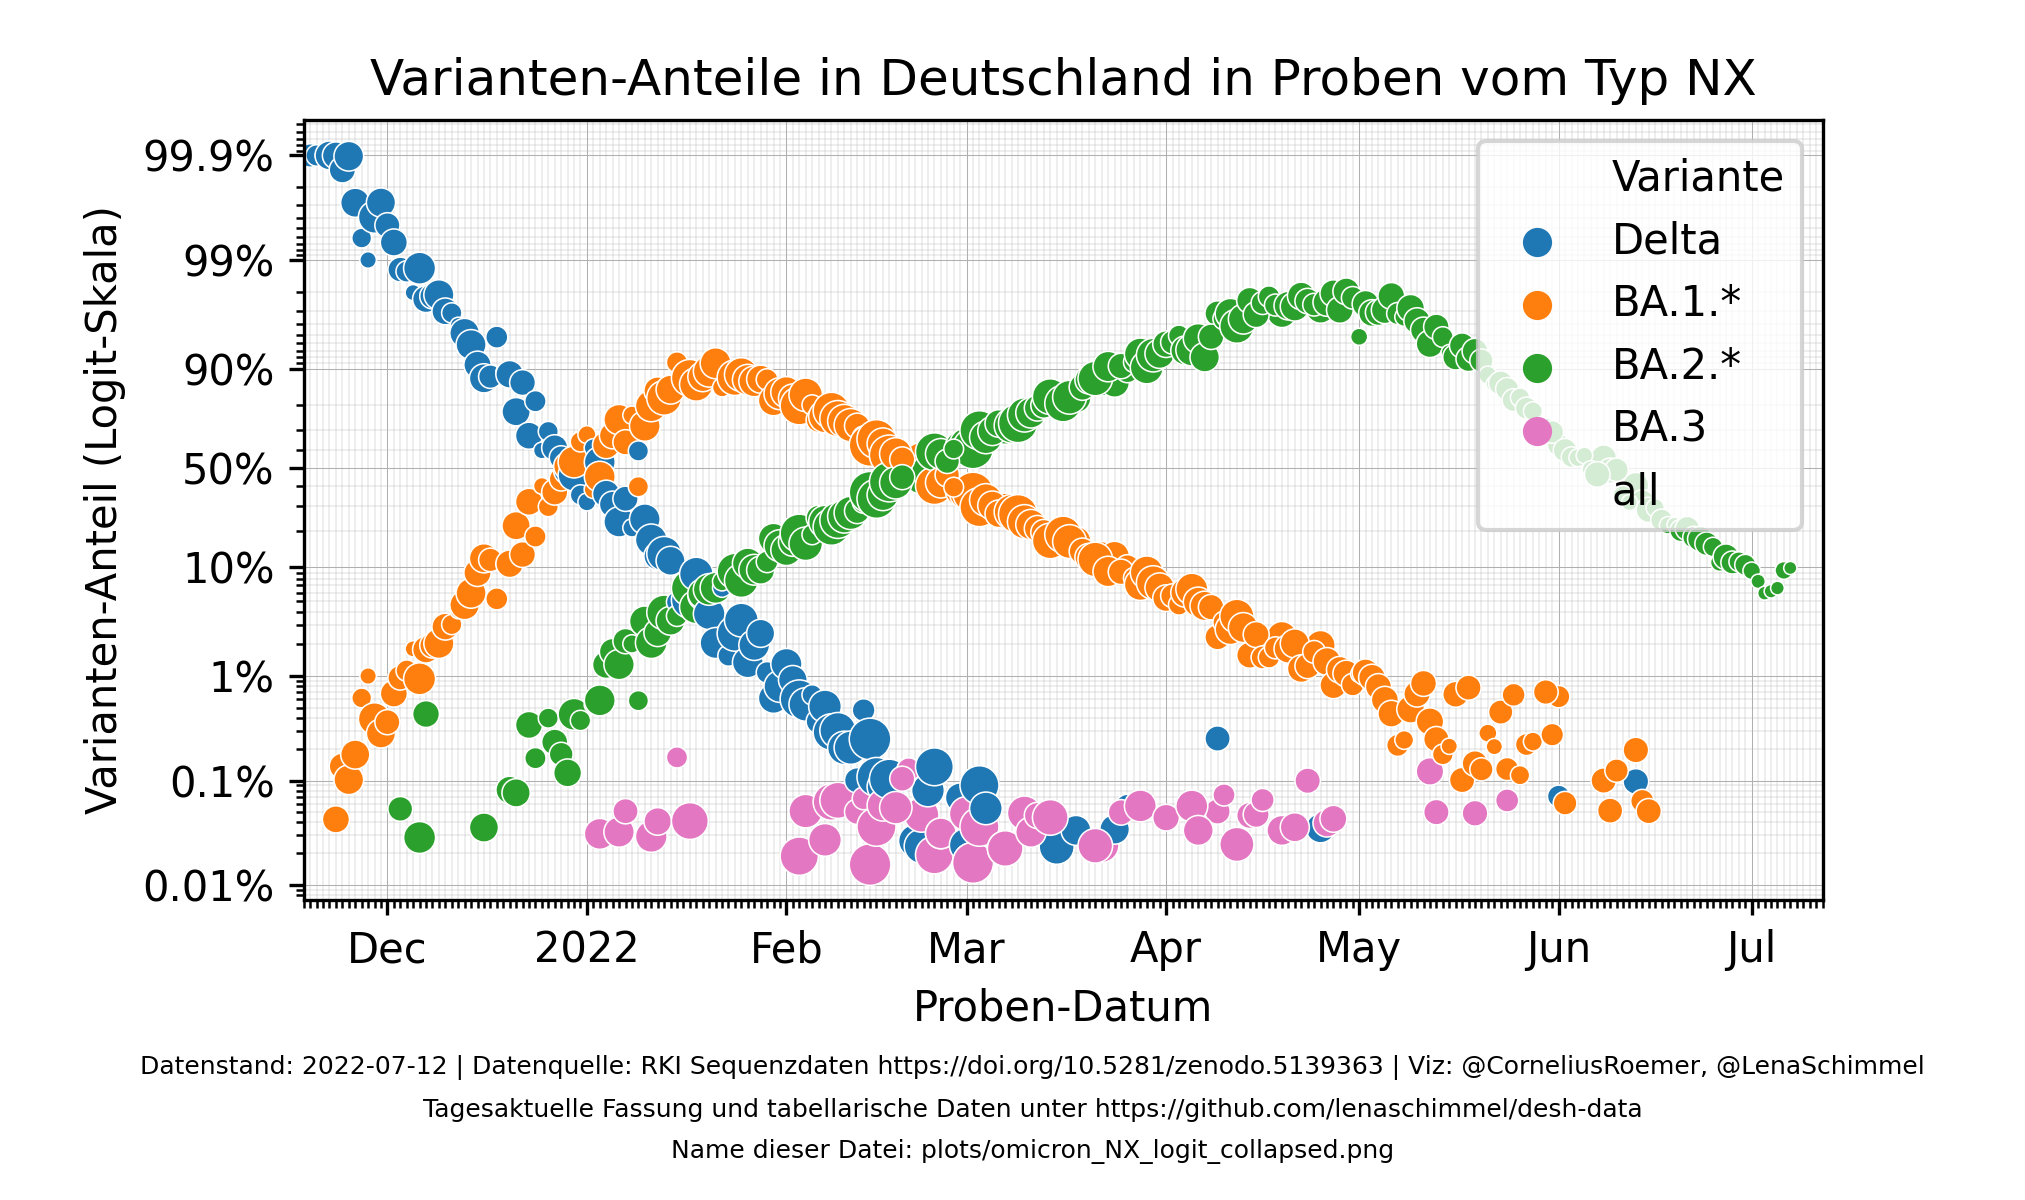 Varianten-Anteile in Deutschland in Proben vom Typ NX
Varianten-Anteil (Logit-Skala)
99.9%
99%
90%
50%
10%
1%
0.1%
0.01%
Variante
Delta
BA.1.*
BA.2.*
BA.3
all
Dec
2022
Feb
Mar
Apr
May
Jun
Jul
Proben-Datum
Datenstand: 2022-07-12 | Datenquelle: RKI Sequenzdaten https://doi.org/10.5281/zenodo.5139363 | Viz: @CorneliusRoemer, @LenaSchimmel
Tagesaktuelle Fassung und tabellarische Daten unter https://github.com/lenaschimmel/desh-data
Name dieser Datei: plots/omicron_NX_logit_collapsed.png